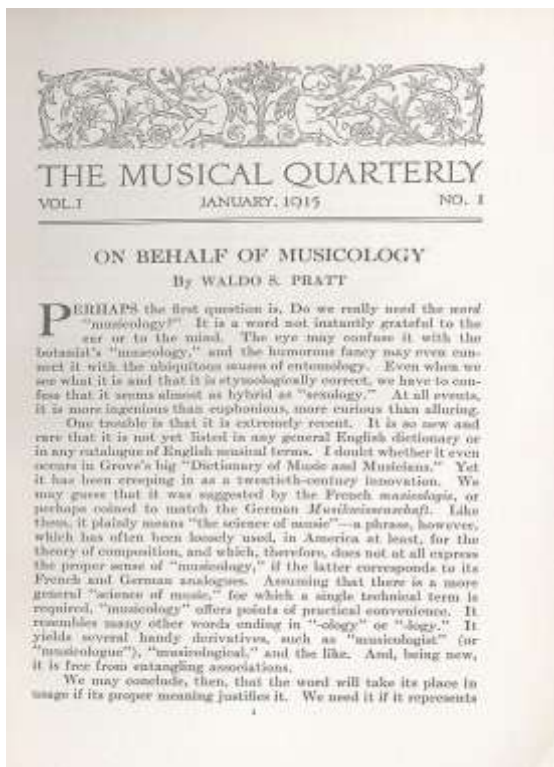 THE MUSICAL QUARTERLY
VOL. I JANUARY, 1915 NO. 1
ON BEHALF OF MUSICOLOGY
By WALDO S. PRATT
PERHAPS the first question is, Do we really need the word
"musicology?" It is a word not instantly grateful to the
ear or to the mind. The eye may confuse it with the
botanist's "muscology," and the humorous fancy may even con-
nect it with the ubiquitous musca of entomology. Even when we
see what it is and that it is etymologically correct, we have to con-
fess that it seems almost as hybrid as "sexology." At all events,
it is more ingenious than euphonious, more curious than alluring.
One trouble is that it is extremely recent. It is so new and
rare that it is not yet listed in any general English dictionary or
in any catalogue of English musical terms. I doubt whether it even
occurs in Grove's big "Dictionary of Music and Musicians." Yet
it has been creeping in as a twentieth-century innovation. We
may guess that it was suggested by the French musicologie, or
perhaps coined to match the German Musikwissenschaft. Like
them, it plainly means "the science of music"—a phrase, however,
which has often been loosely used, in America at least, for the
theory of composition, and which, therefore, does not at all express
the proper sense of "musicology," if the latter corresponds to its
French and German analogues. Assuming that there is a more
general "science of music," for which a single technical term is
required, "musicology" offers points of practical convenience. It
resembles many other words ending in "-ology" or "-logy." It
yields several handy derivatives, such as "musicologist" (or
"musicologue"), "musicological," and the like. And, being new,
it is free from entangling associations.
We may conclude, then, that the word will take its place in
usage if its proper meaning justifies it. We need it if it represents
1